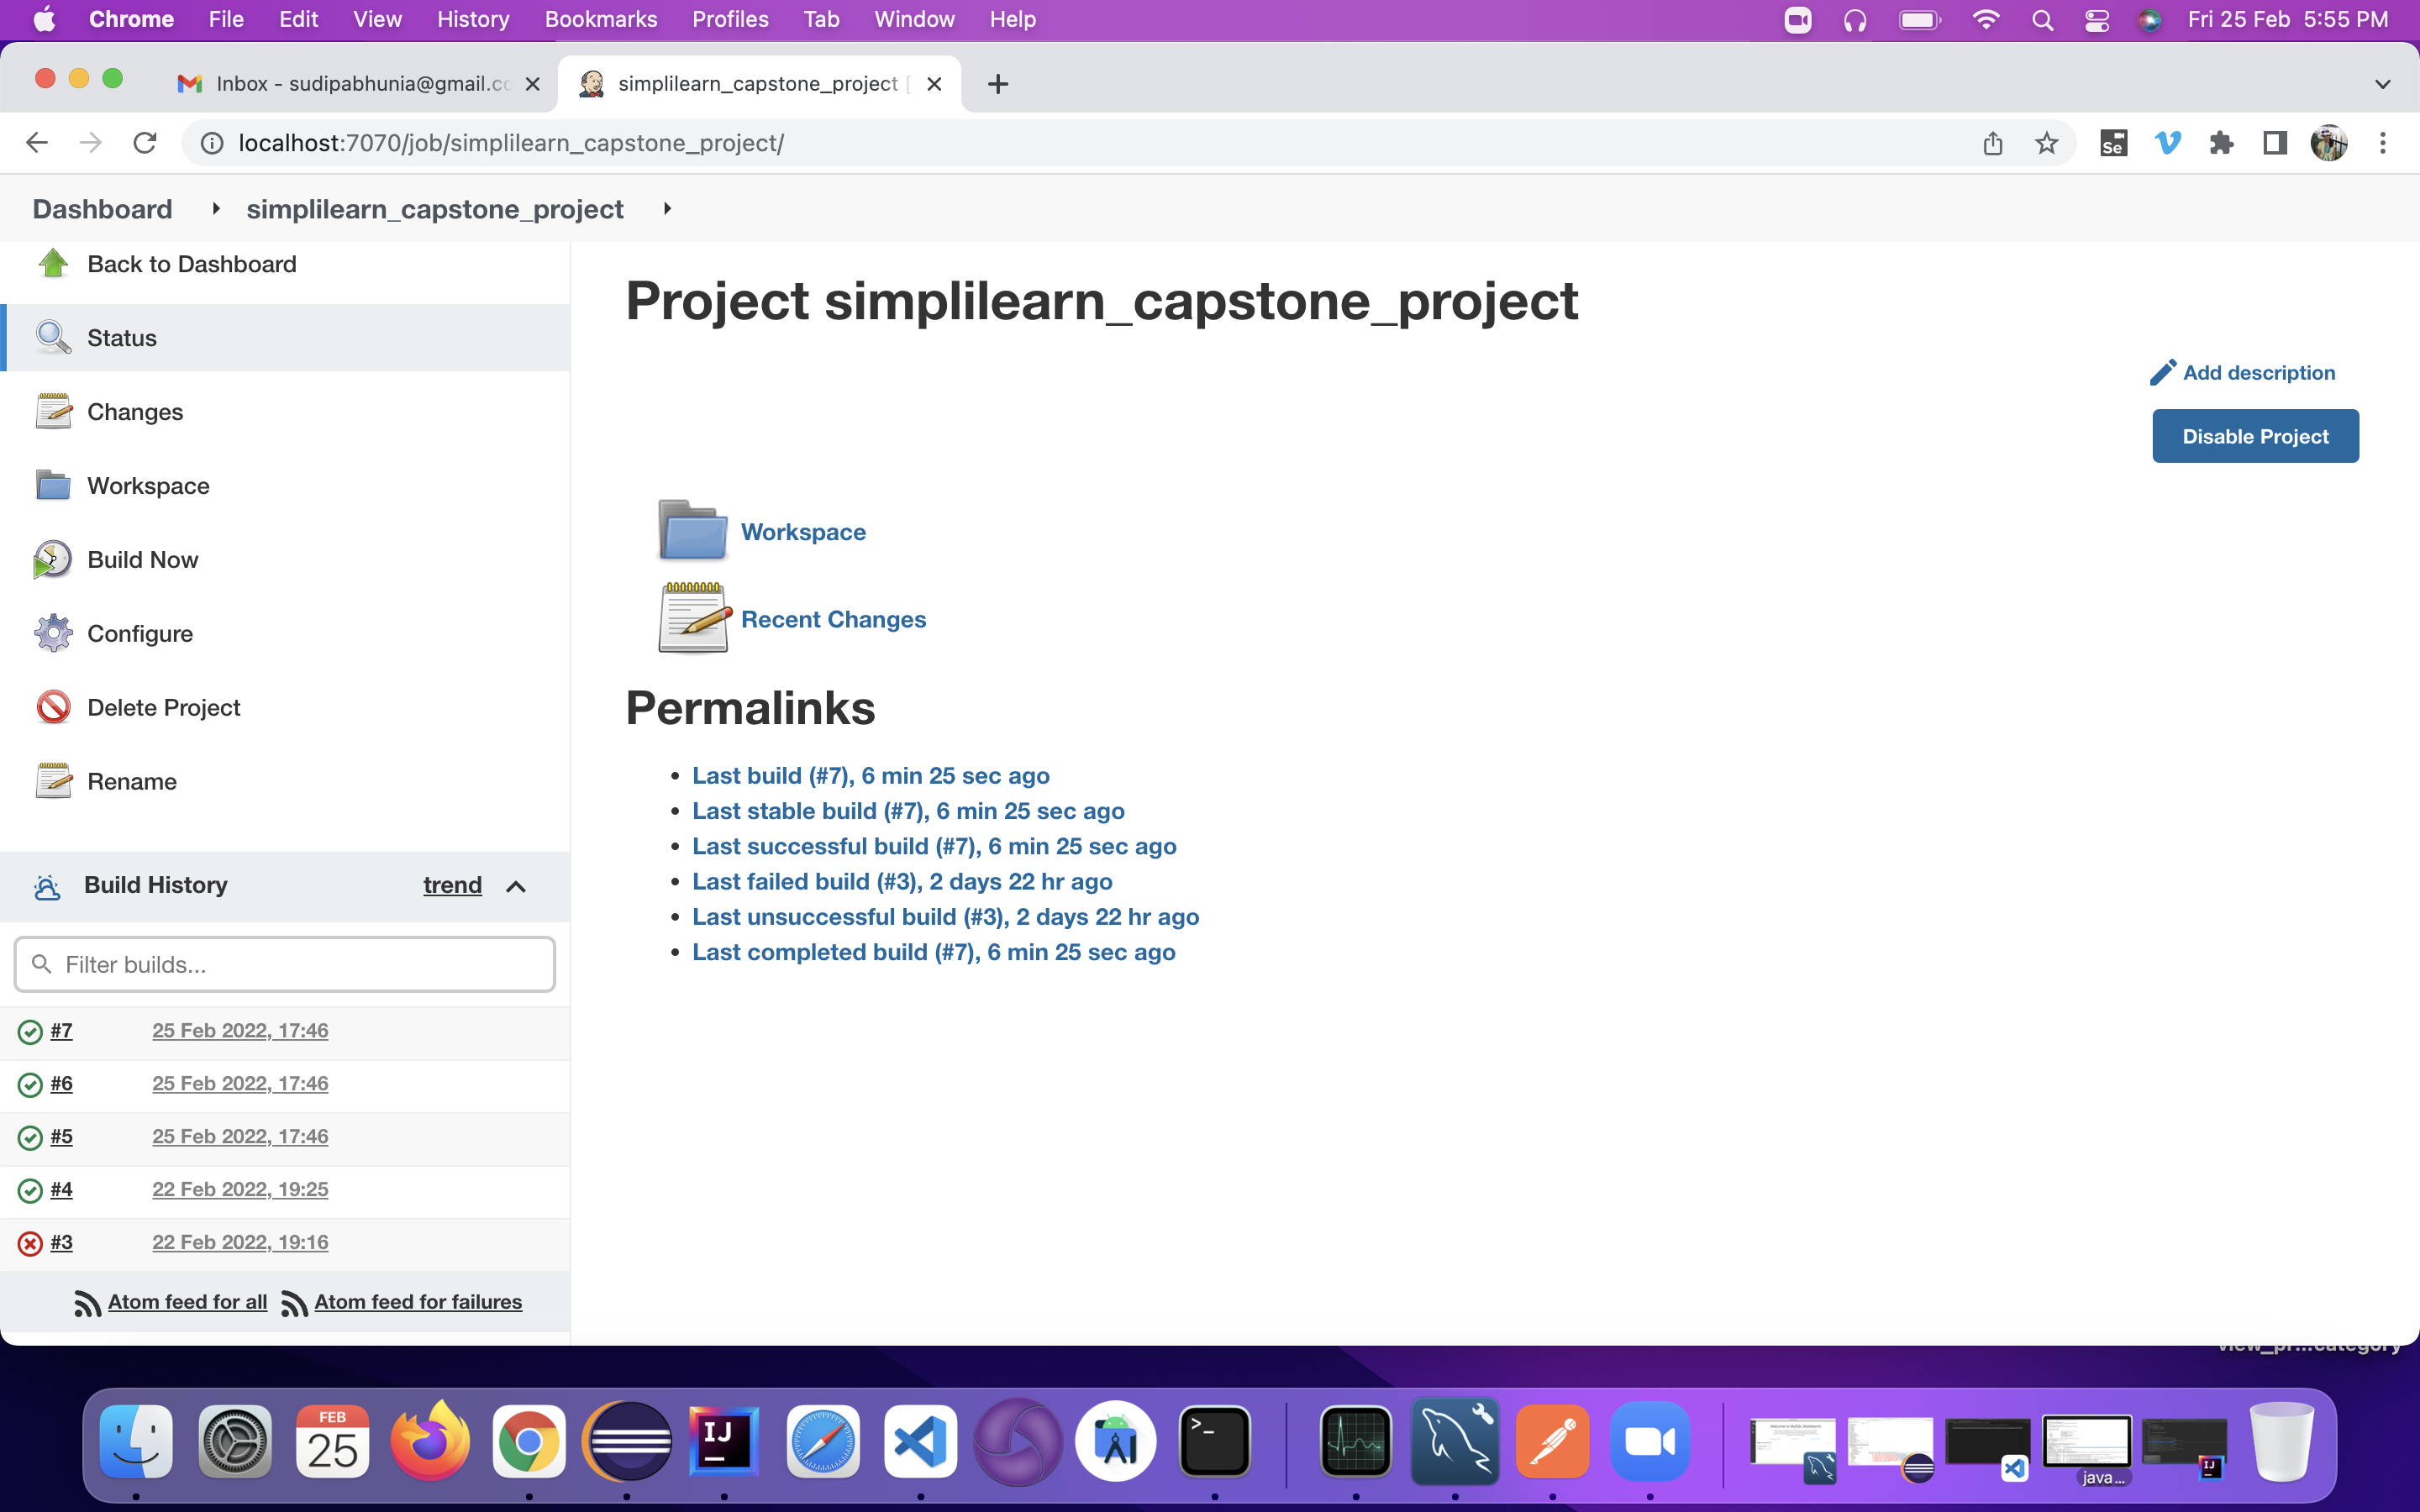 Chrome File Edit View History Bookmarks Profiles Tab Window Help Fri 25 Feb 5:55 PM
Inbox - sudipabhunia@gmail.co simplilearn_capstone_project [
localhost:7070/job/simplilearn_capstone_project/
Se
Dashboard simplilearn_capstone_project
Back to Dashboard
Status
Changes
Workspace
Build Now
Configure
Delete Project
Rename
Build History trend
Filter builds...
#7 25 Feb 2022, 17:46
#6 25 Feb 2022, 17:46
#5 25 Feb 2022, 17:46
#4 22 Feb 2022, 19:25
#3 22 Feb 2022, 19:16
Atom feed for all Atom feed for failures
Project simplilearn_capstone_project
Add description
Disable Project
Workspace
Recent Changes
Permalinks
• Last build (#7), 6 min 25 sec ago
• Last stable build (#7), 6 min 25 sec ago
• Last successful build (#7), 6 min 25 sec ago
• Last failed build (#3), 2 days 22 hr ago
• Last unsuccessful build (#3), 2 days 22 hr ago
• Last completed build (#7), 6 min 25 sec ago
view_pr...category
FEB
25
IJ
>_
java ...